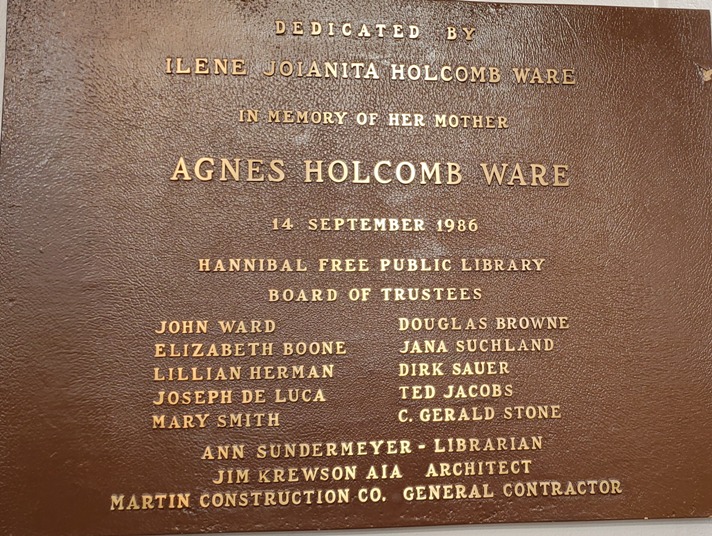 DEDICATED BY
ILENE JOIANITA HOLCOMB WARE
IN MEMORY OF HER MOTHER
AGNES HOLCOMB WARE
14 SEPTEMBER 1986
HANNIBAL FREE PUBLIC LIBRARY
BOARD OF TRUSTEES
JOHN WARD DOUGLAS BROWNE
ELIZABETH BOONE JANA SUCHLAND
LILLIAN HERMAN DIRK SAUER
JOSEPH DE LUCA TED JACOBS
MARY SMITH C. GERALD STONE
ANN SUNDERMEYER - LIBRARIAN
JIM KREWSON AIA ARCHITECT
MARTIN CONSTRUCTION CO. GENERAL CONTRACTOR